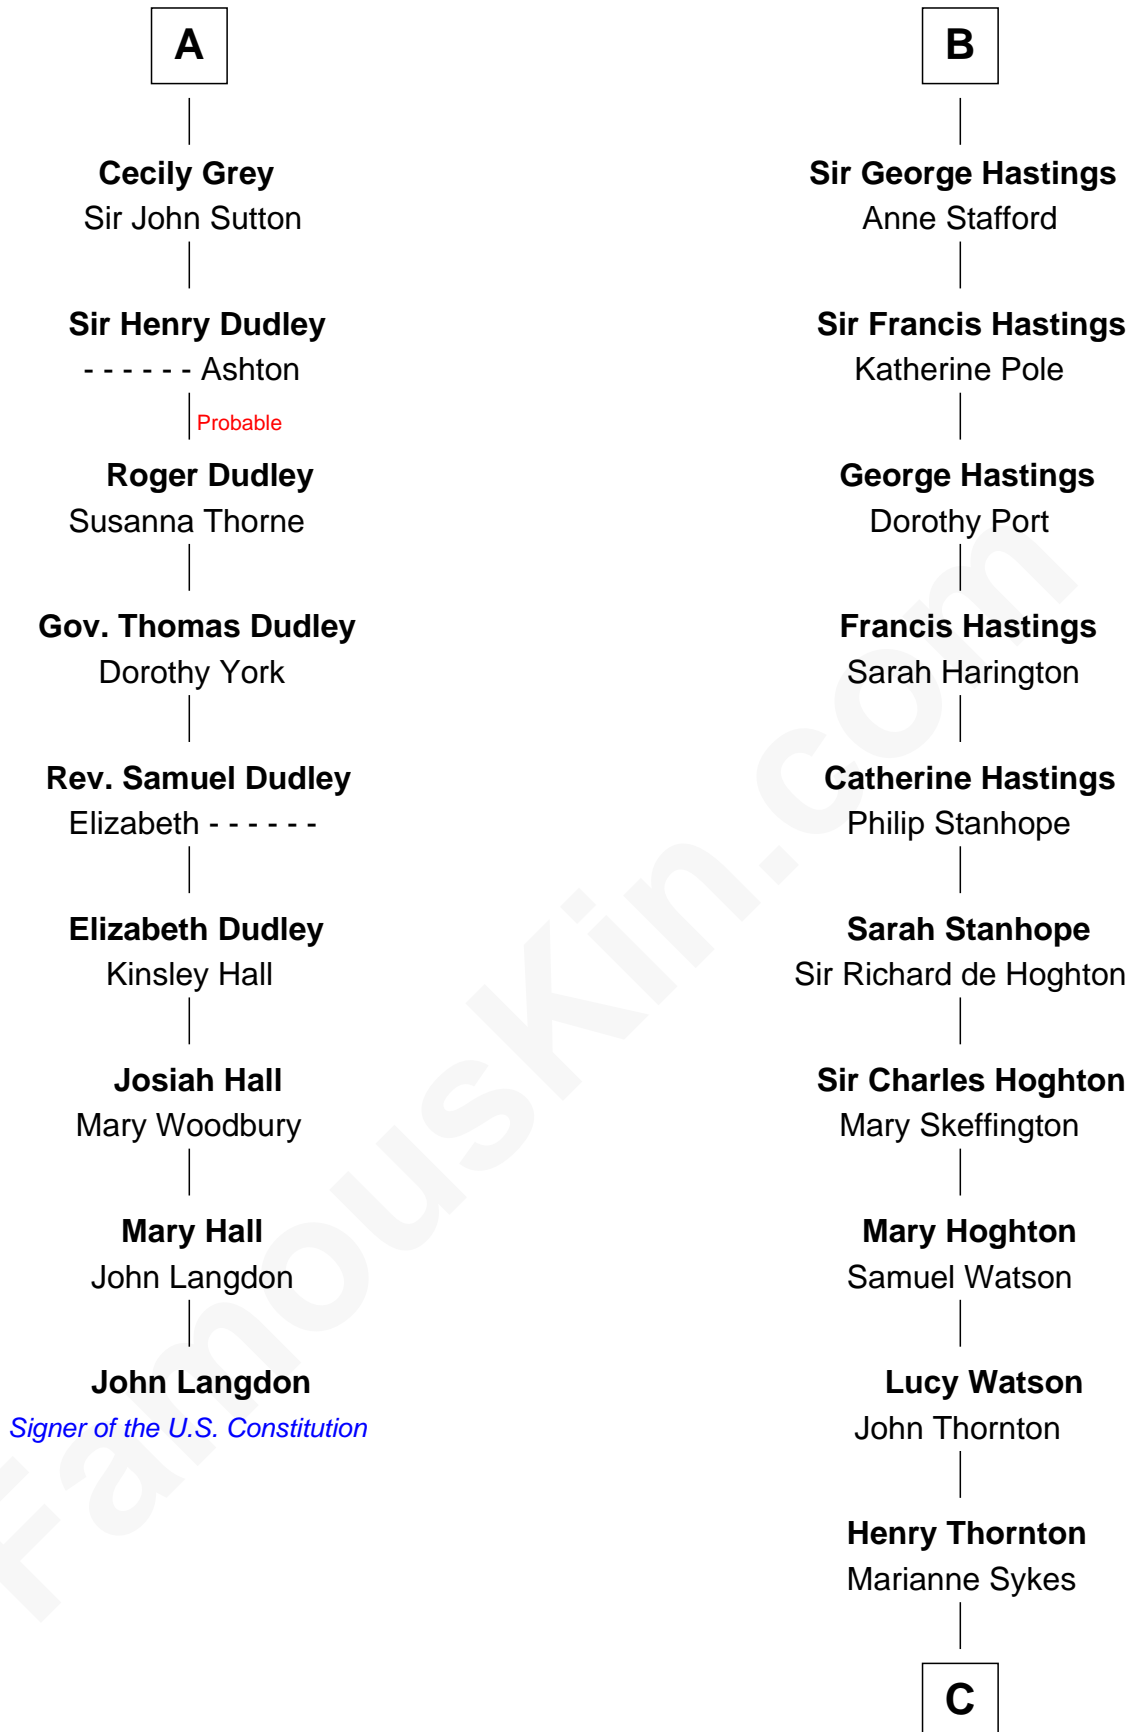 A
Cecily Grey
Sir John Sutton
Sir Henry Dudley
- - - - - - Ashton
Probable
Roger Dudley
Susanna Thorne
Gov. Thomas Dudley
Dorothy York
Rev. Samuel Dudley
Elizabeth - - - - - -
Elizabeth Dudley
Kinsley Hall
Josiah Hall
Mary Woodbury
Mary Hall
John Langdon
John Langdon
Signer of the U.S. Constitution
B
Sir George Hastings
Anne Stafford
Sir Francis Hastings
Katherine Pole
George Hastings
Dorothy Port
Francis Hastings
Sarah Harington
Catherine Hastings
Philip Stanhope
Sarah Stanhope
Sir Richard de Hoghton
Sir Charles Hoghton
Mary Skeffington
Mary Hoghton
Samuel Watson
Lucy Watson
John Thornton
Henry Thornton
Marianne Sykes
C
FamousKin.com